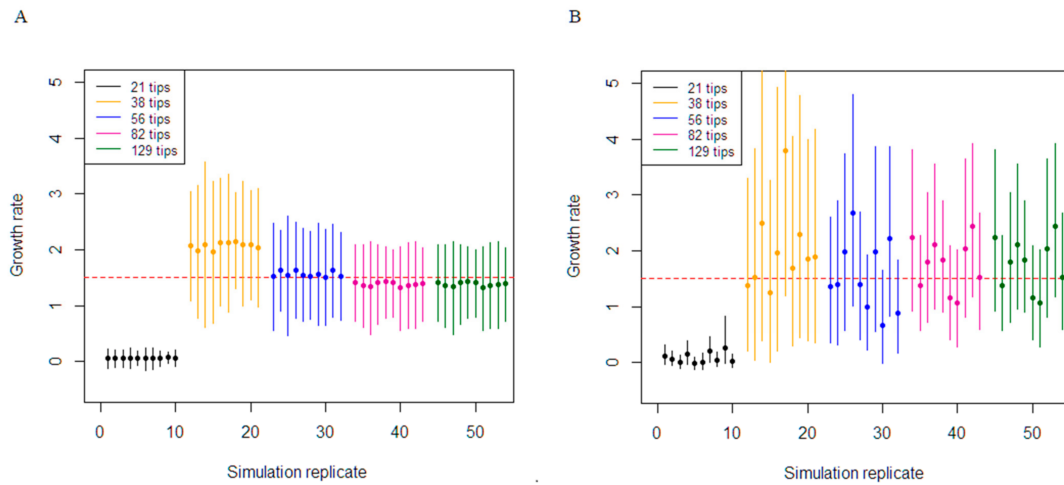 A
B
21 tips
38 tips
56 tips
82 tips
129 tips
Growth rate
5
4
3
2
1
0
0 10 20 30 40 50
Simulation replicate
.
21 tips
38 tips
56 tips
82 tips
129 tips
Growth rate
5
4
3
2
1
0
0 10 20 30 40 50
Simulation replicate